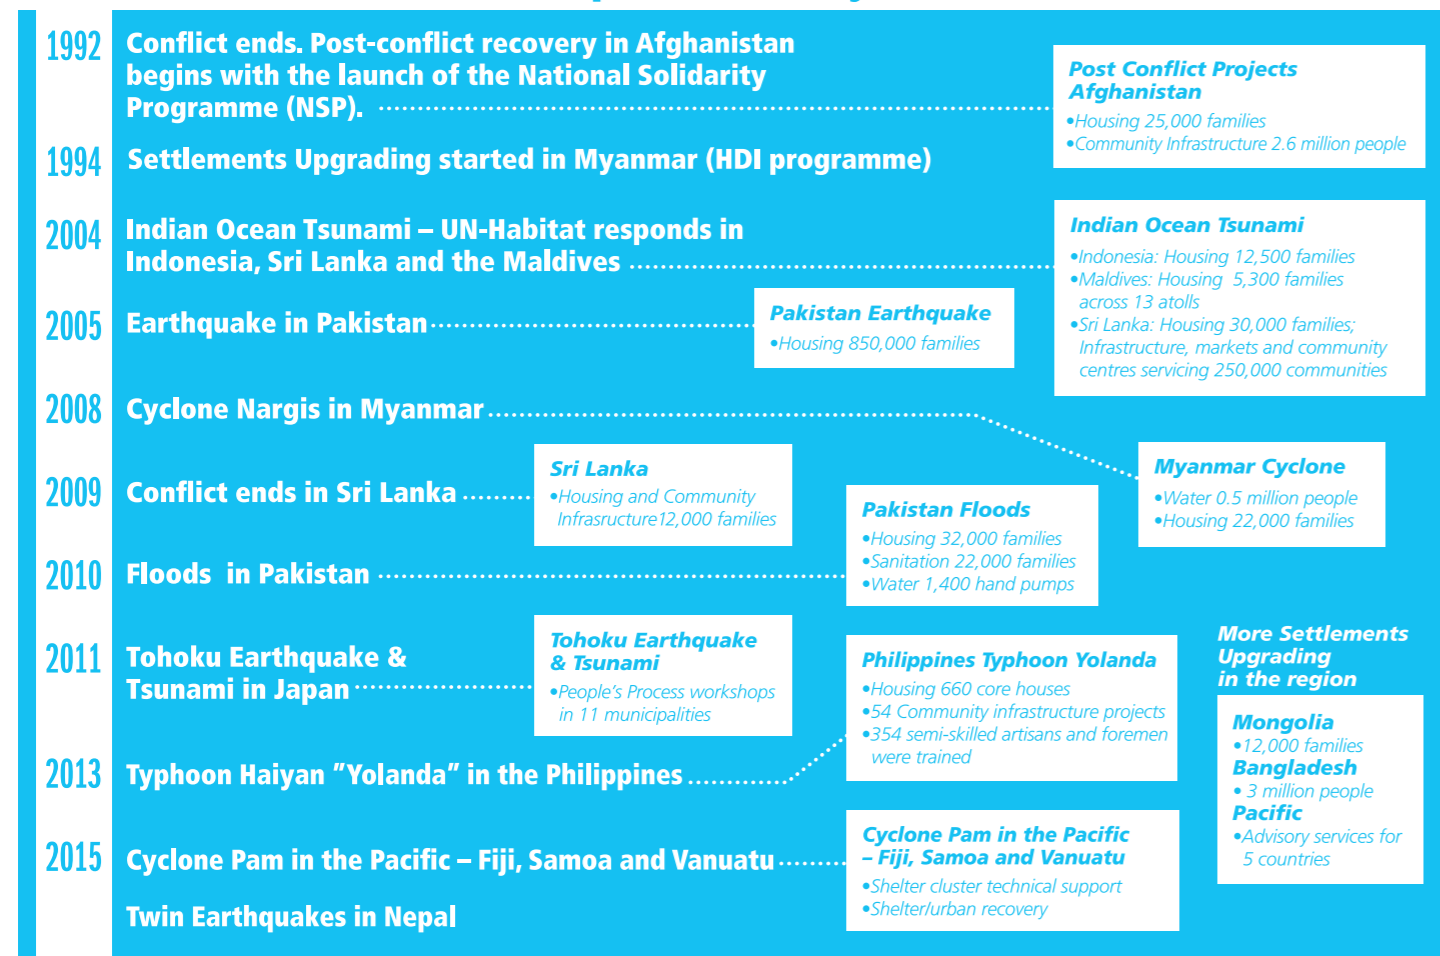 1992
Conflict ends. Post-conflict recovery in Afghanistan
begins with the launch of the National Solidarity
Programme (NSP).
Post Conflict Projects
Afghanistan
•Housing 25,000 families
•Community Infrastructure 2.6 million people
1994
Settlements Upgrading started in Myanmar (HDI programme)
2004
Indian Ocean Tsunami – UN-Habitat responds in
Indonesia, Sri Lanka and the Maldives
Indian Ocean Tsunami
•Indonesia: Housing 12,500 families
•Maldives: Housing 5,300 families
across 13 atolls
•Sri Lanka: Housing 30,000 families;
Infrastructure, markets and community
centres servicing 250,000 communities
2005
Earthquake in Pakistan
Pakistan Earthquake
•Housing 850,000 families
2008
Cyclone Nargis in Myanmar
Myanmar Cyclone
•Water 0.5 million people
•Housing 22,000 families
2009
Conflict ends in Sri Lanka
Sri Lanka
•Housing and Community
Infrasructure12,000 families
2010
Floods in Pakistan
Pakistan Floods
•Housing 32,000 families
•Sanitation 22,000 families
•Water 1,400 hand pumps
2011
Tohoku Earthquake &
Tsunami in Japan
Tohoku Earthquake
& Tsunami
•People's Process workshops
in 11 municipalities
2013
Typhoon Haiyan "Yolanda" in the Philippines
Philippines Typhoon Yolanda
•Housing 660 core houses
•54 Community infrastructure projects
•354 semi-skilled artisans and foremen
were trained
2015
Cyclone Pam in the Pacific – Fiji, Samoa and Vanuatu
Cyclone Pam in the Pacific
– Fiji, Samoa and Vanuatu
•Shelter cluster technical support
•Shelter/urban recovery
Twin Earthquakes in Nepal
More Settlements
Upgrading
in the region
Mongolia
•12,000 families
Bangladesh
• 3 million people
Pacific
•Advisory services for
5 countries